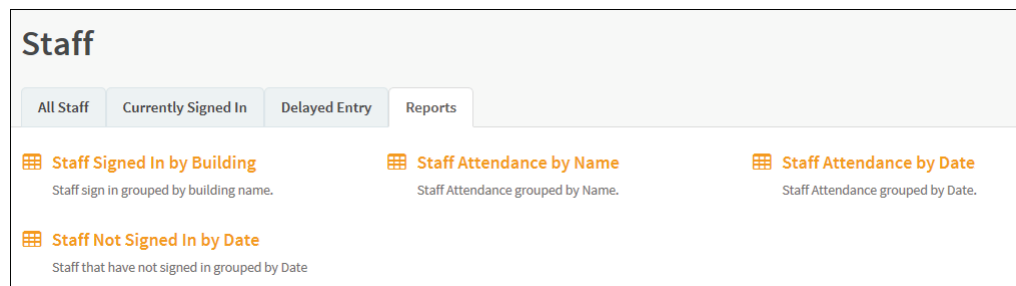 Staff
All Staff Currently Signed In Delayed Entry Reports
Staff Signed In by Building Staff Attendance by Name Staff Attendance by Date
Staff sign in grouped by building name. Staff Attendance grouped by Name. Staff Attendance grouped by Date.
Staff Not Signed In by Date
Staff that have not signed in grouped by Date